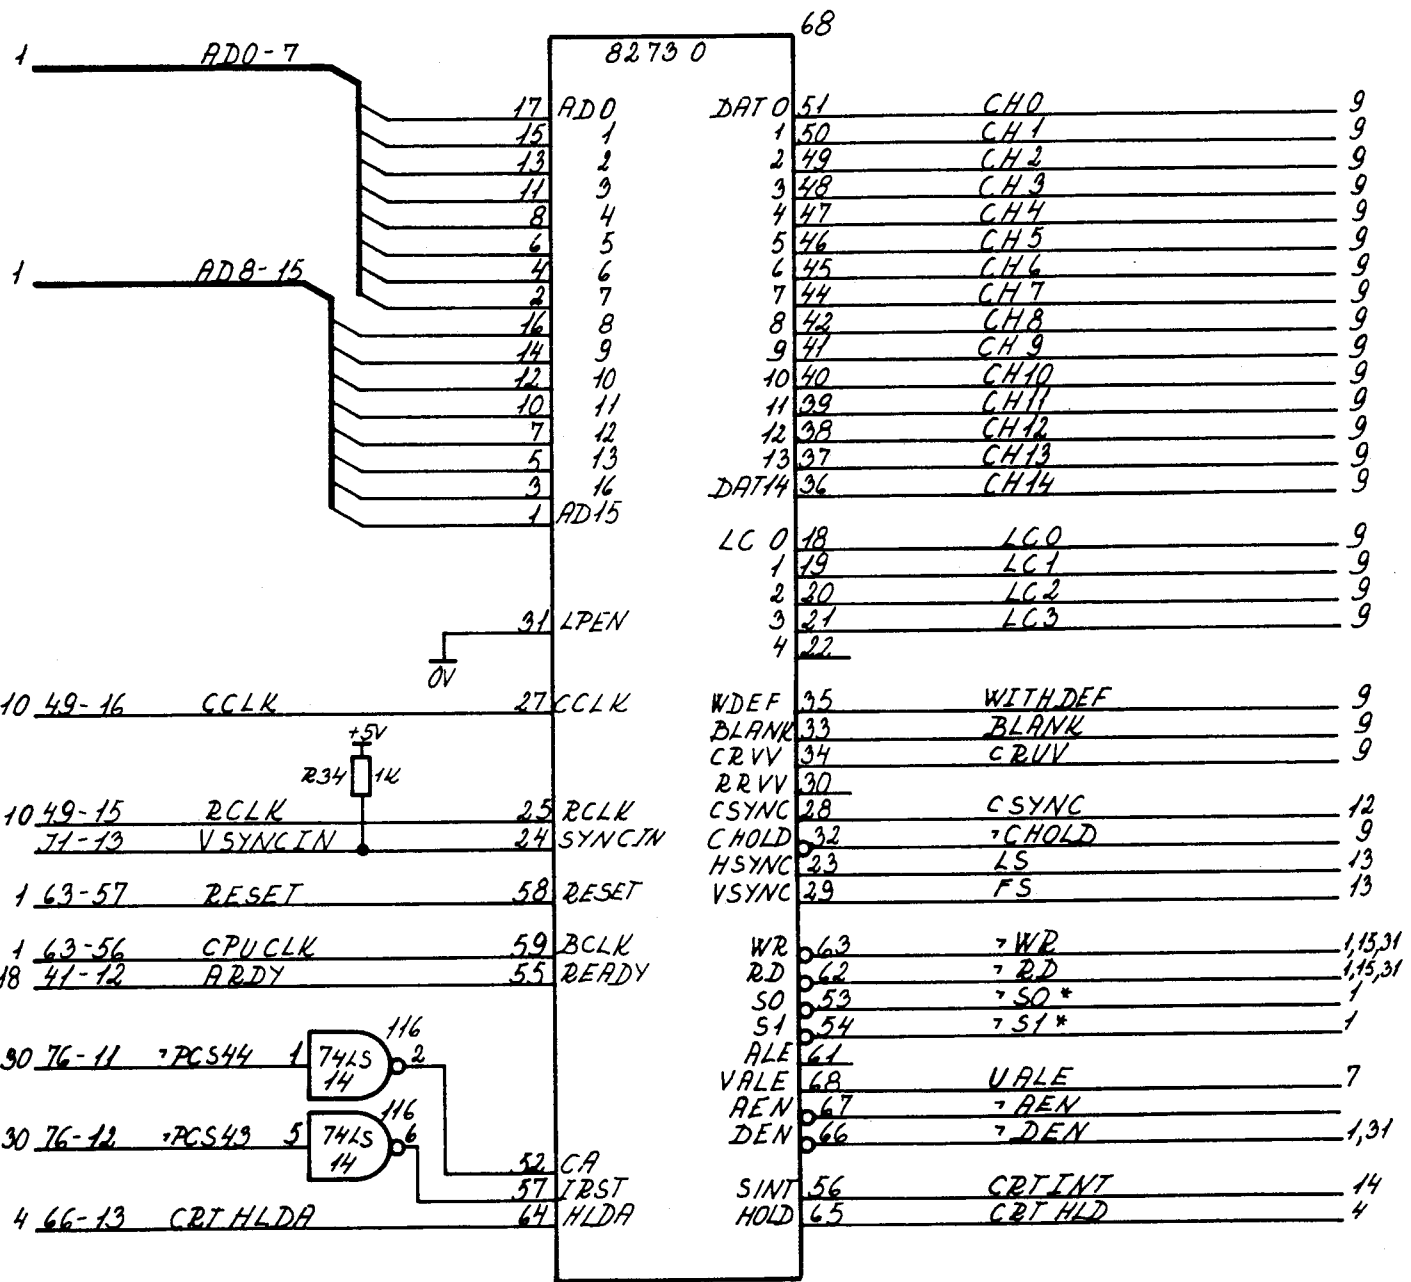 68
82730
1 AD0-7
17 AD0 DAT0 51 CH0 9
15 1 1 50 CH1 9
13 2 2 49 CH2 9
11 3 3 48 CH3 9
8 4 4 47 CH4 9
6 5 5 46 CH5 9
1 AD8-15 4 6 6 45 CH6 9
2 7 7 44 CH7 9
16 8 8 42 CH8 9
14 9 9 41 CH9 9
12 10 10 40 CH10 9
10 11 11 39 CH11 9
7 12 12 38 CH12 9
5 13 13 37 CH13 9
3 16 DAT14 36 CH14 9
1 AD15
LC 0 18 LC0 9
1 19 LC1 9
2 20 LC2 9
31 LPEN 3 21 LC3 9
4 22
0V
10 49-16 CCLK 27 CCLK WDEF 35 WITHDEF 9
BLANK 33 BLANK 9
+5V
CRVV 34 CRUV 9
R34 1K RRVV 30
10 49-15 RCLK 25 RCLK CSYNC 28 CSYNC 12
J1-13 VSYNCIN 24 SYNCIN CHOLD 32 ¬CHOLD 9
HSYNC 23 LS 13
1 63-57 RESET 58 RESET VSYNC 29 FS 13
1 63-56 CPUCLK 59 BCLK WR 63 ¬WR 1,15,31
18 41-12 ARDY 55 READY RD 62 ¬RD 1,15,31
S0 53 ¬S0* 1
S1 54 ¬S1* 1
116
30 76-11 ¬PCS44 1 74LS 2 ALE 61
14
VALE 68 VALE 7
116 AEN 67 ¬AEN
30 76-12 ¬PCS43 5 74LS 6 DEN 66 ¬DEN 1,31
14
52 CA
57 IRST SINT 56 CRTINT 14
4 66-13 CRT HLDA 64 HLDA HOLD 65 CRT HLD 4